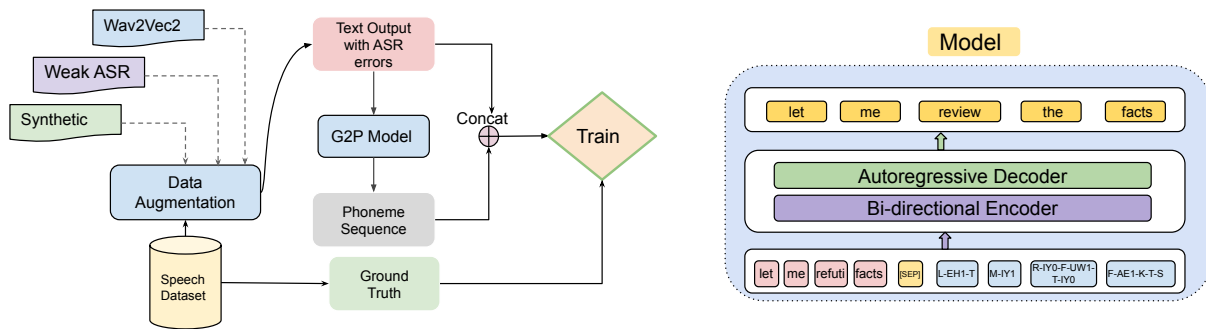 Wav2Vec2
Weak ASR
Synthetic
Data
Augmentation
Speech
Dataset
Text Output
with ASR
errors
G2P Model
Phoneme
Sequence
Ground
Truth
Concat
Train
Model
let me review the facts
Autoregressive Decoder
Bi-directional Encoder
let me refuti facts [SEP] L-EH1-T M-IY1 R-IY0-F-UW1-
T-IY0 F-AE1-K-T-S